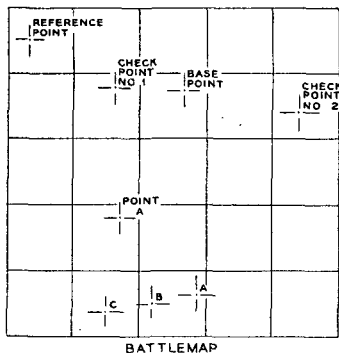 REFERENCE
POINT
CHECK
POINT
NO. 1
BASE
POINT
CHECK
POINT
NO. 2
POINT
A
A
B
C
BATTLEMAP